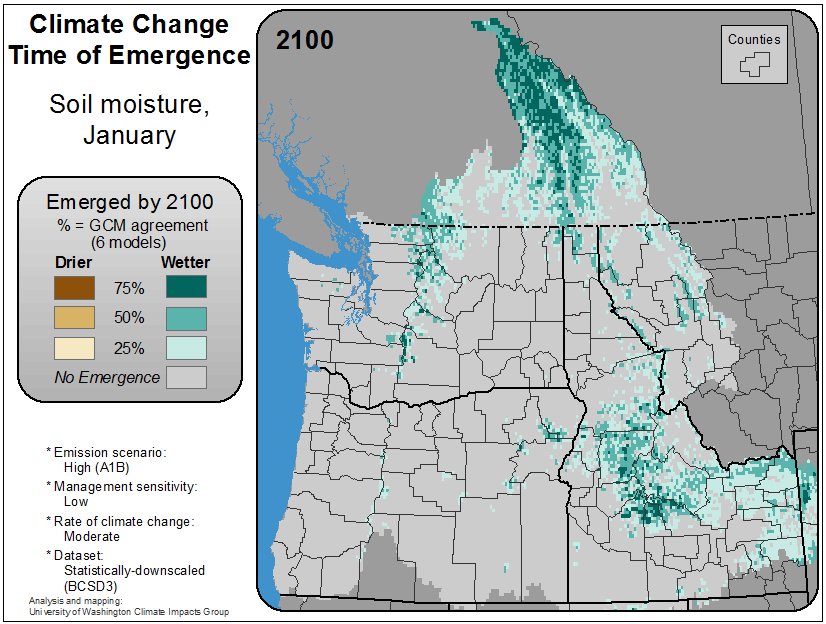 Climate Change
Time of Emergence
Soil moisture,
January
Emerged by 2100
% = GCM agreement
(6 models)
Drier Wetter
75%
50%
25%
No Emergence
* Emission scenario:
High (A1B)
* Management sensitivity:
Low
* Rate of climate change:
Moderate
* Dataset:
Statistically-downscaled
(BCSD3)
Analysis and mapping:
University of Washington Climate Impacts Group
2100
Counties